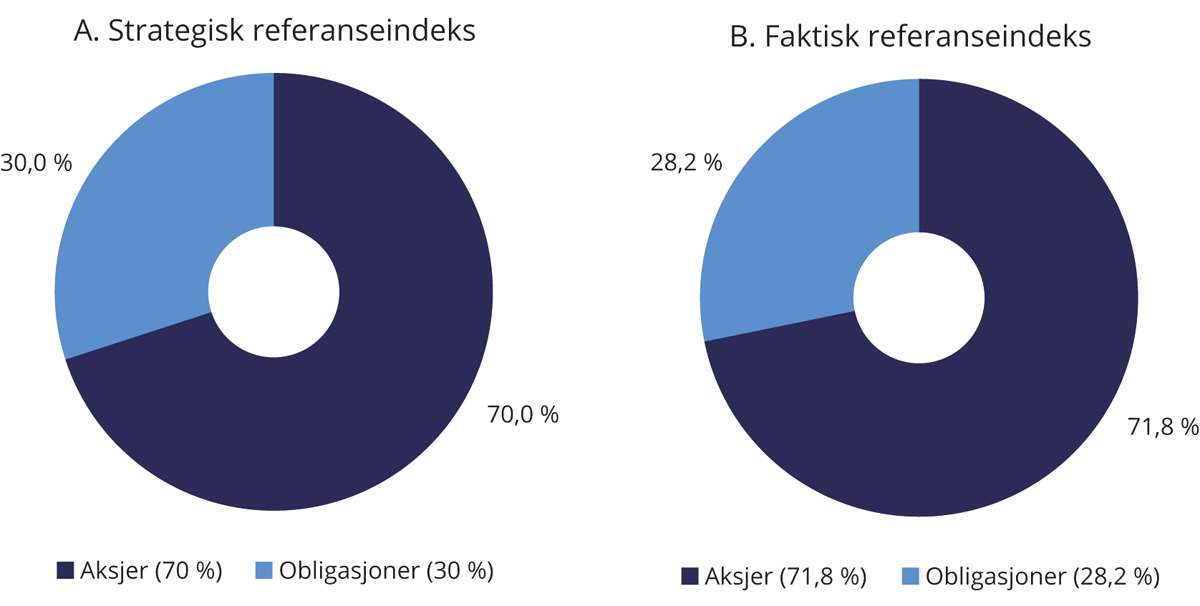 A. Strategisk referanseindeks
30,0 %
70,0 %
Aksjer (70 %) Obligasjoner (30 %)
B. Faktisk referanseindeks
28,2 %
71,8 %
Aksjer (71,8 %) Obligasjoner (28,2 %)